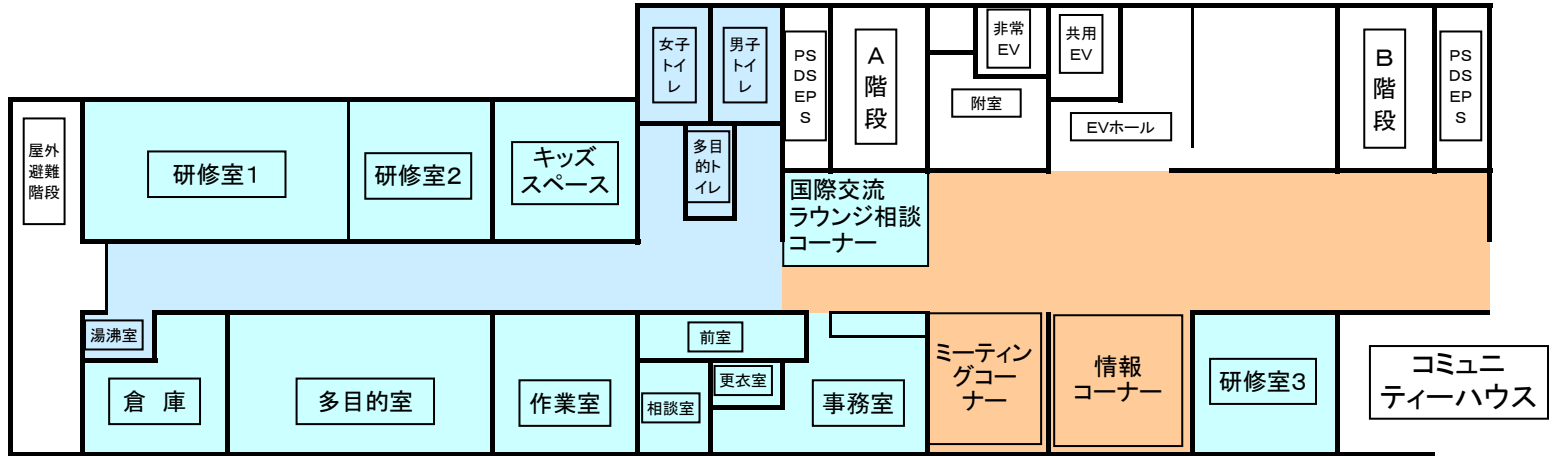 女子
トイ
レ
男子
トイ
レ
PS
DS
EP
S
A
階
段
非常
EV
共用
EV
附室
EVホール
B
階
段
PS
DS
EP
S
屋外
避難
階段
研修室1
研修室2
キッズ
スペース
多目
的ト
イレ
国際交流
ラウンジ相談
コーナー
湯沸室
倉 庫
多目的室
作業室
前室
相談室
更衣室
事務室
ミーティン
グコー
ナー
情報
コーナー
研修室3
コミュニ
ティーハウス